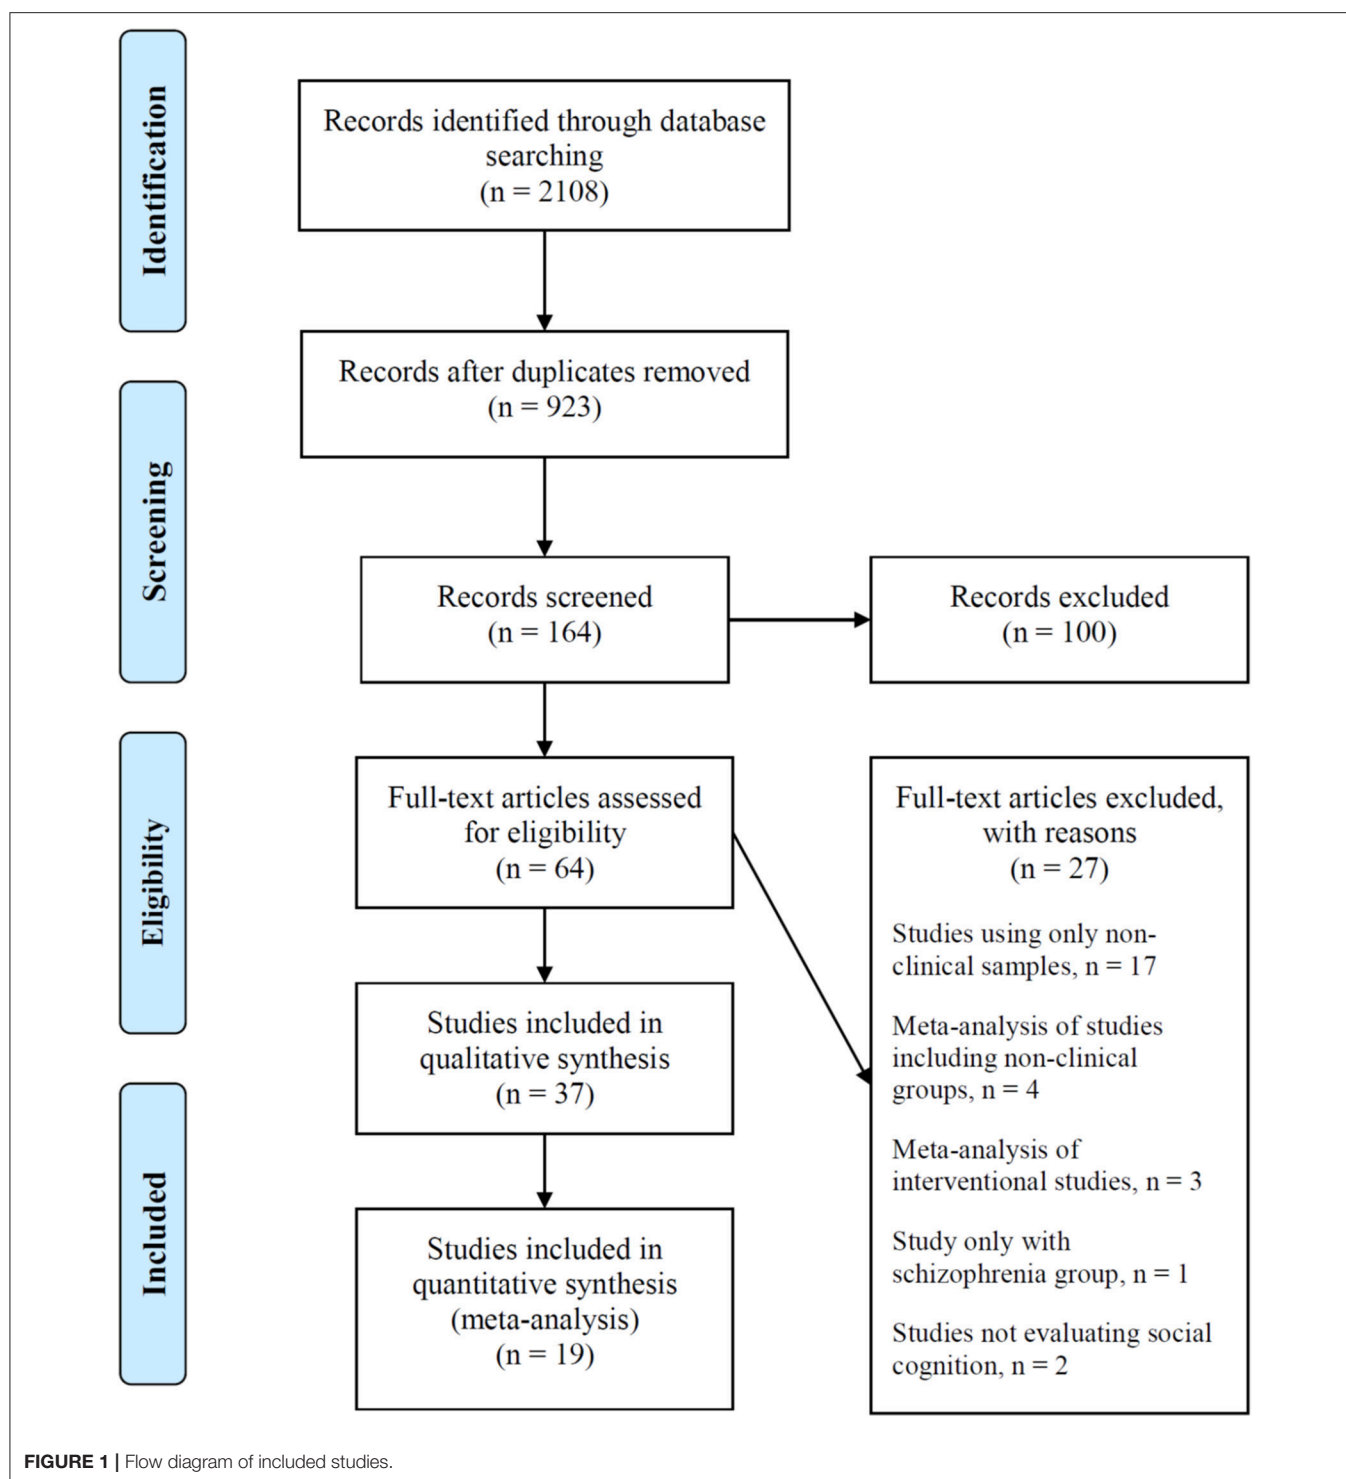 Identification
Records identified through database
searching
(n = 2108)
Records after duplicates removed
(n = 923)
Screening
Records screened
(n = 164)
Records excluded
(n = 100)
Eligibility
Full-text articles assessed
for eligibility
(n = 64)
Full-text articles excluded,
with reasons
(n = 27)
Studies using only non-
clinical samples, n = 17
Meta-analysis of studies
including non-clinical
groups, n = 4
Meta-analysis of
interventional studies, n = 3
Study only with
schizophrenia group, n = 1
Studies not evaluating social
cognition, n = 2
Studies included in
qualitative synthesis
(n = 37)
Included
Studies included in
quantitative synthesis
(meta-analysis)
(n = 19)
FIGURE 1 | Flow diagram of included studies.